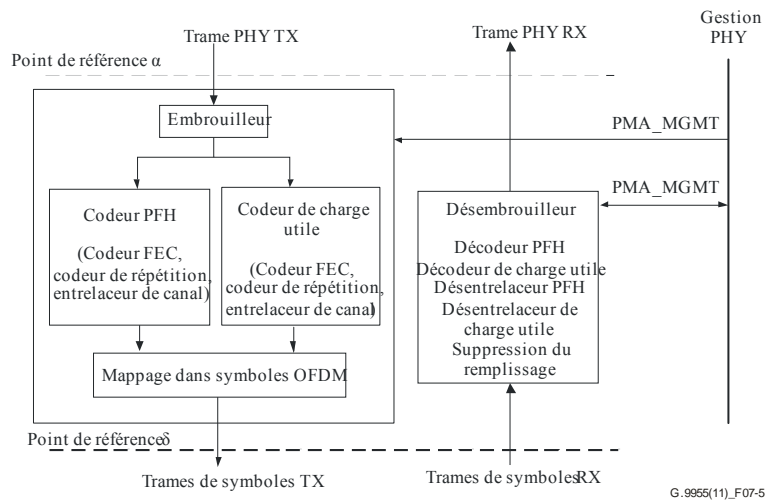 Gestion
PHY
Trame PHY TX
Trame PHY RX
Point de référence α
PMA_MGMT
Embrouilleur
PMA_MGMT
Codeur PFH
(Codeur FEC,
codeur de répétition,
entrelaceur de canal)
Codeur de charge
utile
(Codeur FEC,
codeur de répétition,
entrelaceur de canal)
Désembrouilleur
Décodeur PFH
Décodeur de charge utile
Désentrelaceur PFH
Désentrelaceur de
charge utile
Suppression du
remplissage
Mappage dans symboles OFDM
Point de référence δ
Trames de symboles TX
Trames de symboles RX
G.9955(11)_F07-5